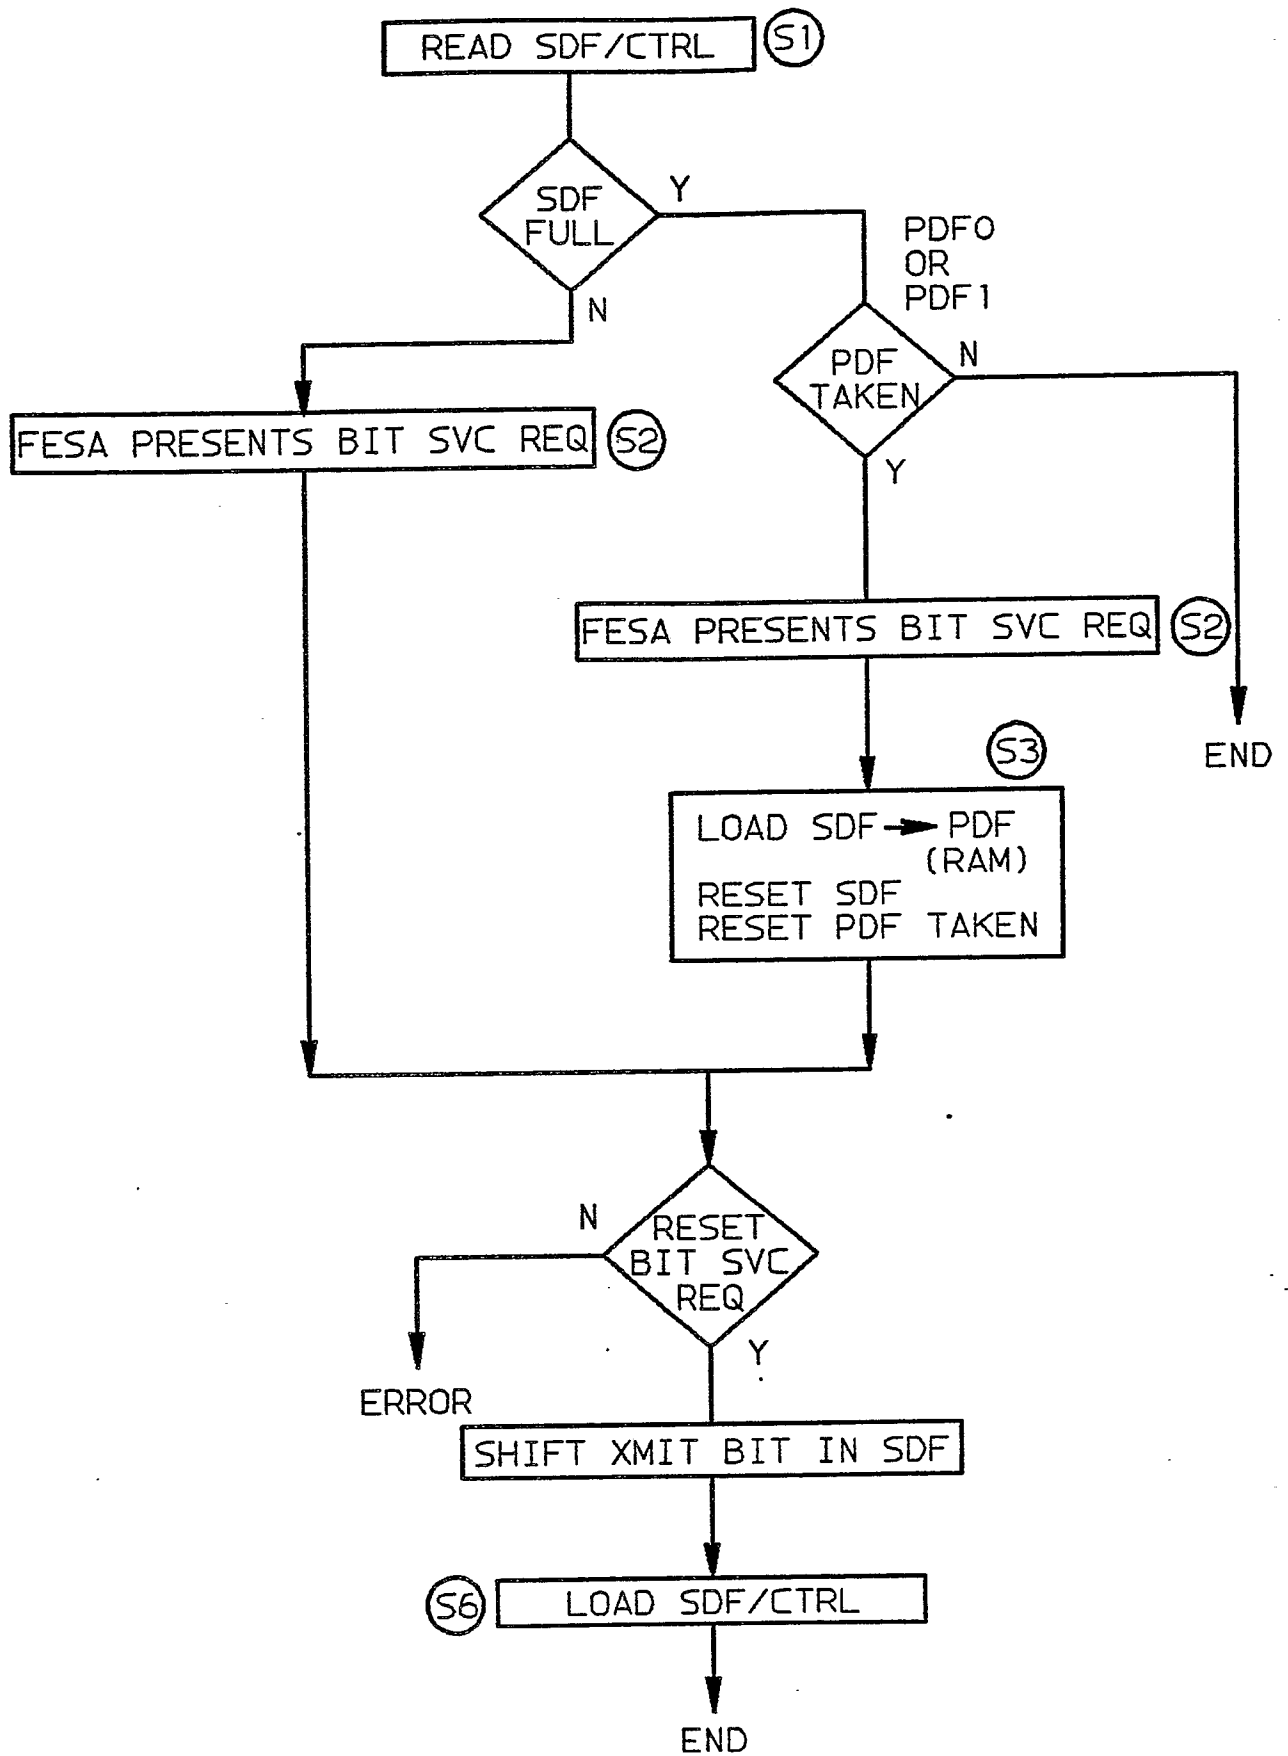 READ SDF/CTRL
S1
SDF
FULL
Y
N
PDF0
OR
PDF1
PDF
TAKEN
N
Y
FESA PRESENTS BIT SVC REQ
S2
FESA PRESENTS BIT SVC REQ
S2
END
S3
LOAD SDF → PDF
(RAM)
RESET SDF
RESET PDF TAKEN
RESET
BIT SVC
REQ
N
Y
ERROR
SHIFT XMIT BIT IN SDF
S6
LOAD SDF/CTRL
END